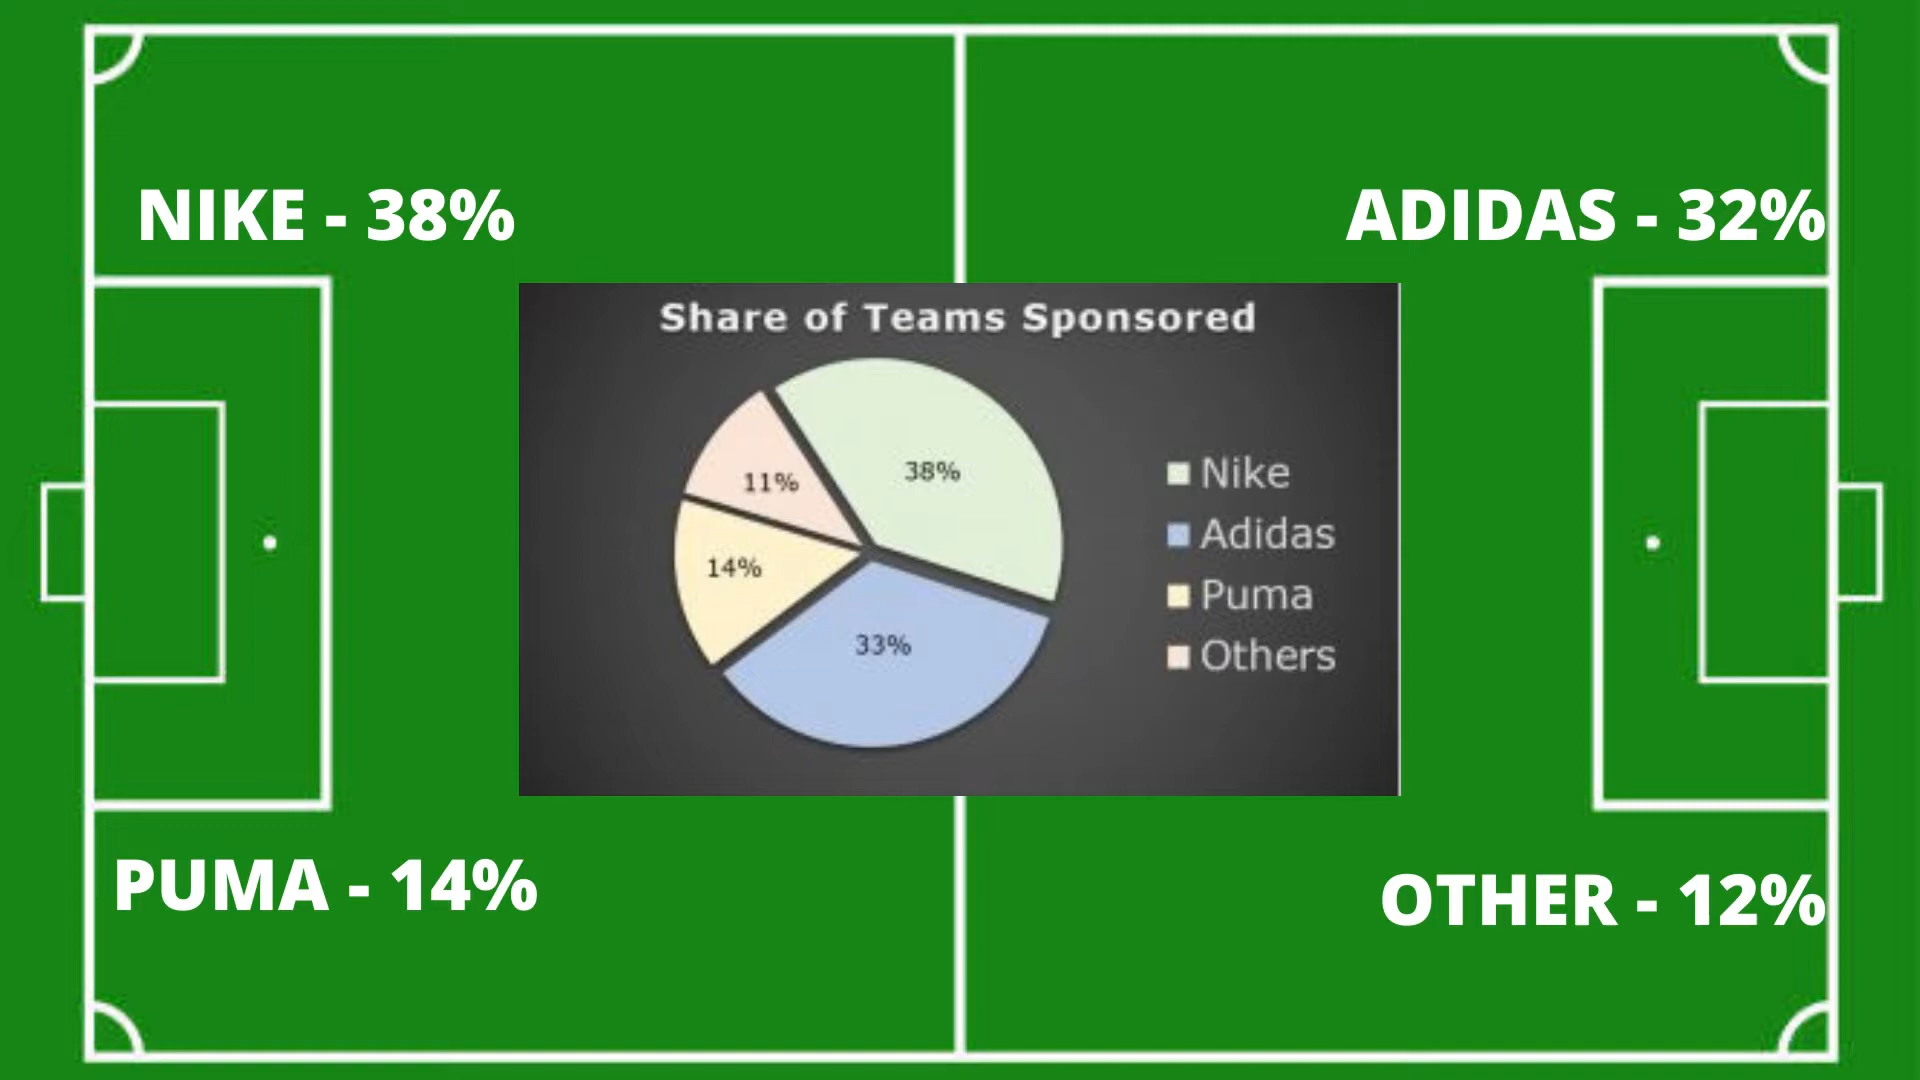 NIKE - 38%
ADIDAS - 32%
Share of Teams Sponsored
38%
11%
14%
33%
Nike
Adidas
Puma
Others
PUMA - 14%
OTHER - 12%